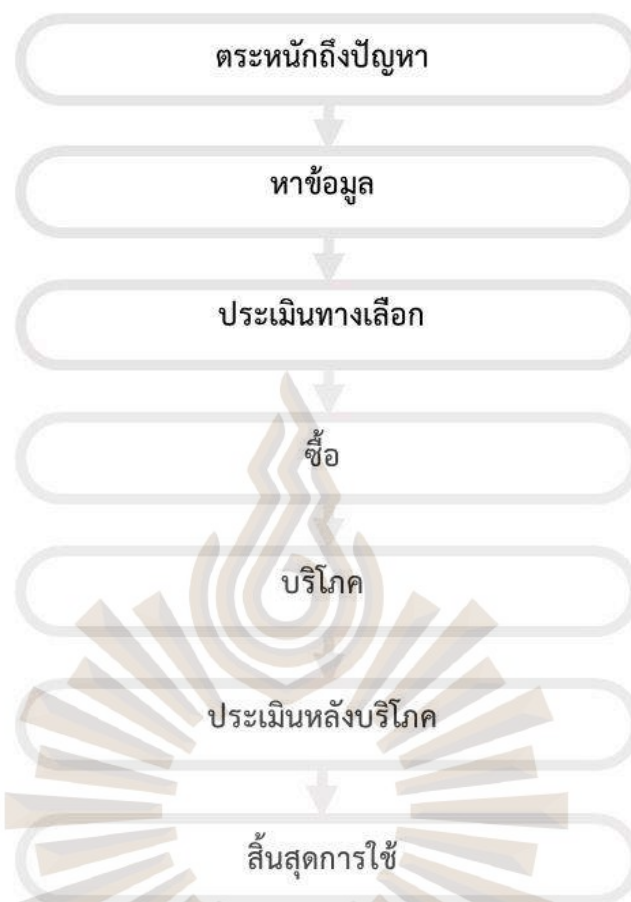 ตระหนักถึงปัญหา
หาข้อมูล
ประเมินทางเลือก
ซื้อ
บริโภค
ประเมินหลังบริโภค
สิ้นสุดการใช้